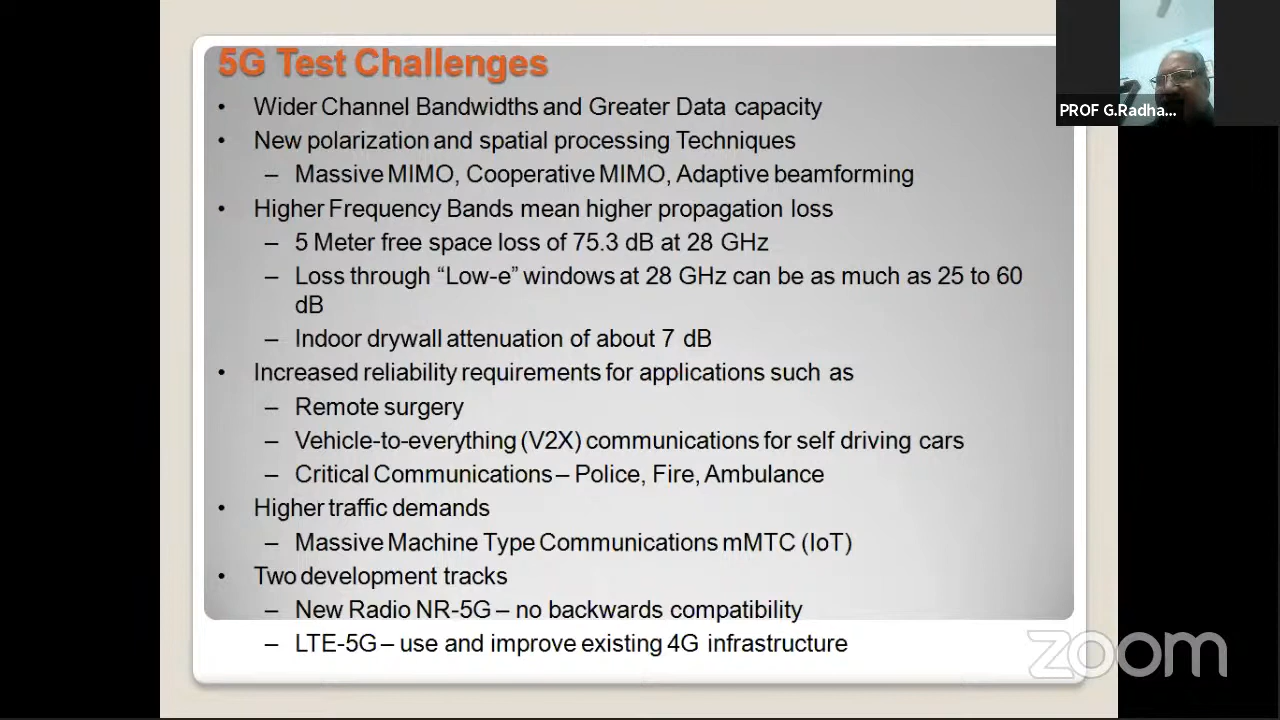 5G Test Challenges
PROF G.Radha...
• Wider Channel Bandwidths and Greater Data capacity
• New polarization and spatial processing Techniques
– Massive MIMO, Cooperative MIMO, Adaptive beamforming
• Higher Frequency Bands mean higher propagation loss
– 5 Meter free space loss of 75.3 dB at 28 GHz
– Loss through “Low-e” windows at 28 GHz can be as much as 25 to 60
dB
– Indoor drywall attenuation of about 7 dB
• Increased reliability requirements for applications such as
– Remote surgery
– Vehicle-to-everything (V2X) communications for self driving cars
– Critical Communications – Police, Fire, Ambulance
• Higher traffic demands
– Massive Machine Type Communications mMTC (IoT)
• Two development tracks
– New Radio NR-5G – no backwards compatibility
– LTE-5G – use and improve existing 4G infrastructure
zoom